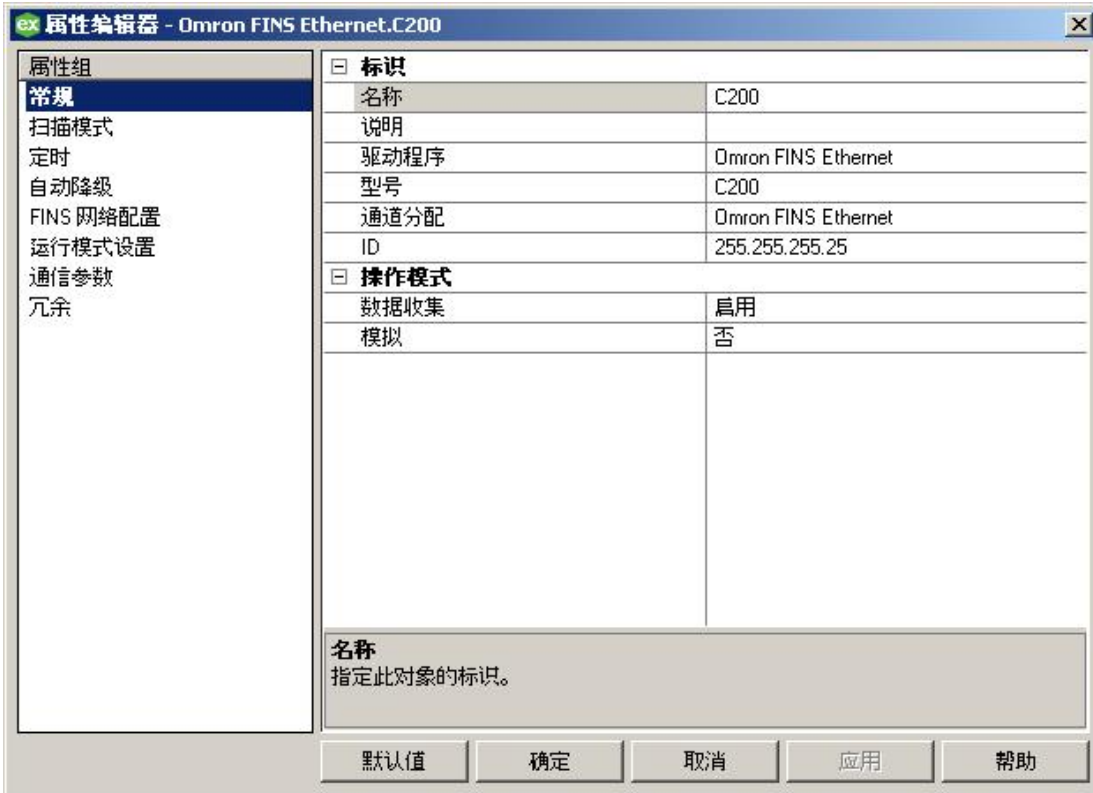 ex 属性编辑器 - Omron FINS Ethernet.C200
属性组
常规
扫描模式
定时
自动降级
FINS 网络配置
运行模式设置
通信参数
冗余
标识
名称 C200
说明
驱动程序 Omron FINS Ethernet
型号 C200
通道分配 Omron FINS Ethernet
ID 255.255.255.25
操作模式
数据收集 启用
模拟 否
名称
指定此对象的标识。
默认值 确定 取消 应用 帮助